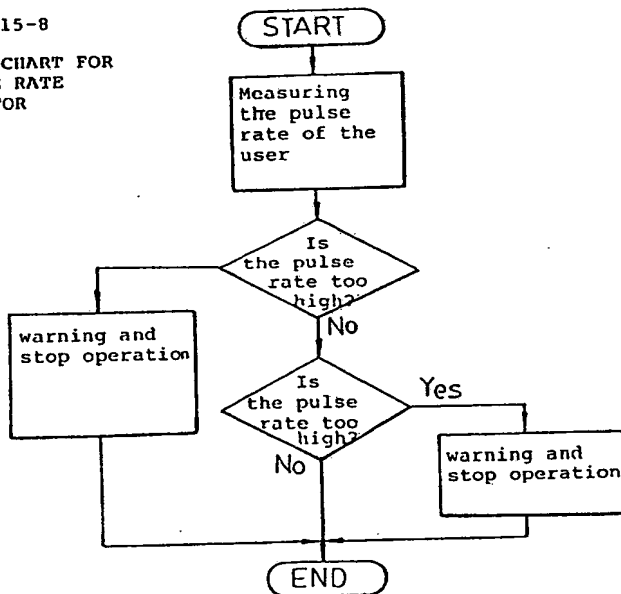 15-8
CHART FOR
RATE
START
Measuring
the pulse
rate of the
user
Is
the pulse
rate too
high?
No
warning and
stop operation
Is
the pulse
rate too
high?
Yes
No
warning and
stop operation
END